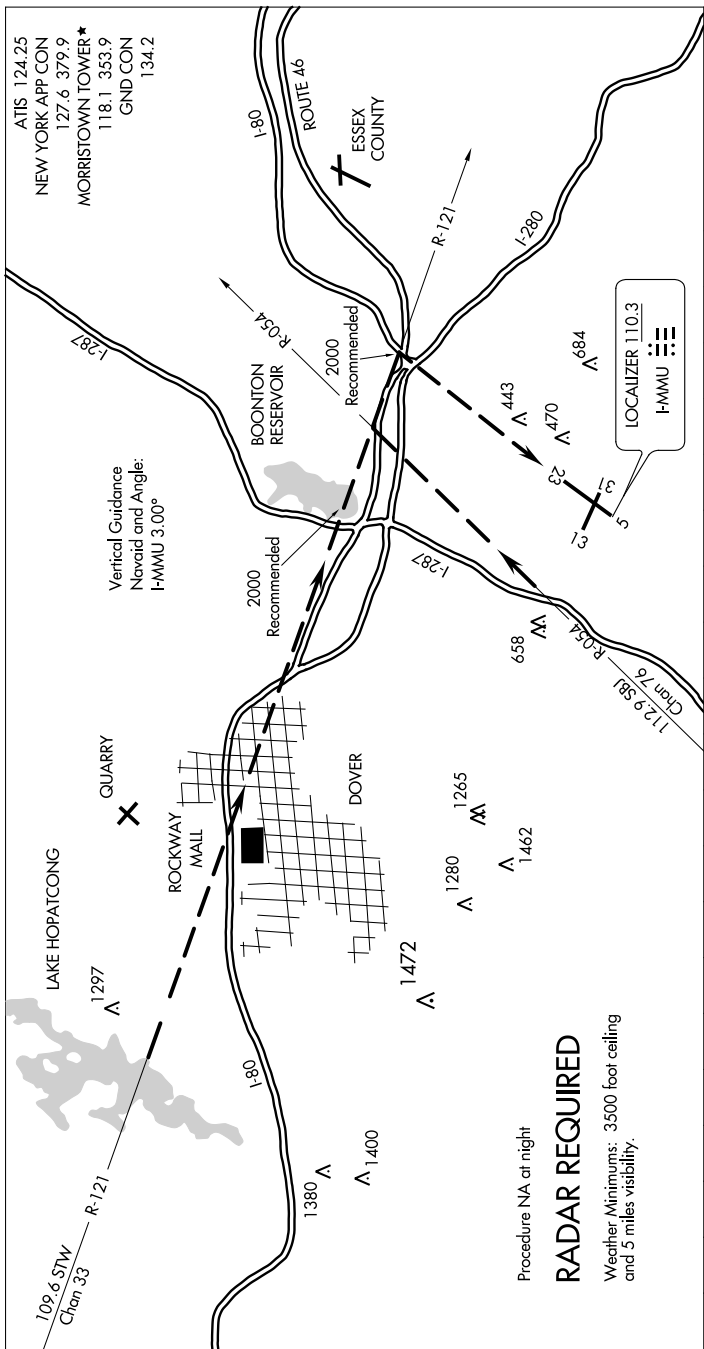 ATIS 124.25
NEW YORK APP CON
127.6 379.9
MORRISTOWN TOWER★
118.1 353.9
GND CON
134.2
I-80
ROUTE 46
ESSEX
COUNTY
I-287
R-054
R-121
I-280
2000
Recommended
BOONTON
RESERVOIR
Vertical Guidance
Navaid and Angle:
I-MMU 3.00°
2000
Recommended
443
470
684
23
31
13
5
LOCALIZER 110.3
I-MMU
I-287
658
R-054
112.9 SBJ
Chan 76
QUARRY
LAKE HOPATCONG
1297
ROCKWAY
MALL
DOVER
1265
1280
1462
1472
109.6 STW
Chan 33
R-121
I-80
1380
1400
Procedure NA at night
RADAR REQUIRED
Weather Minimums: 3500 foot ceiling
and 5 miles visibility.